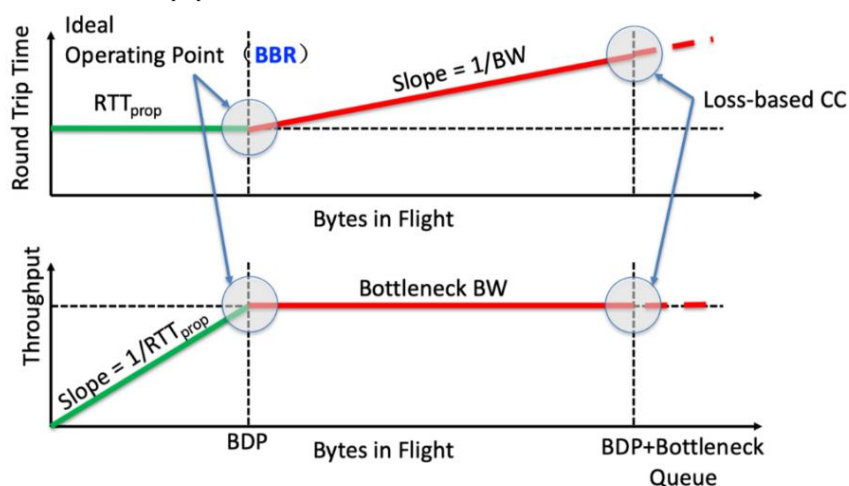 Ideal
Operating Point （BBR）
Round Trip Time
RTTprop
Slope = 1/BW
Loss-based CC
Bytes in Flight
Throughput
Slope = 1/RTTprop
Bottleneck BW
BDP
Bytes in Flight
BDP+Bottleneck
Queue